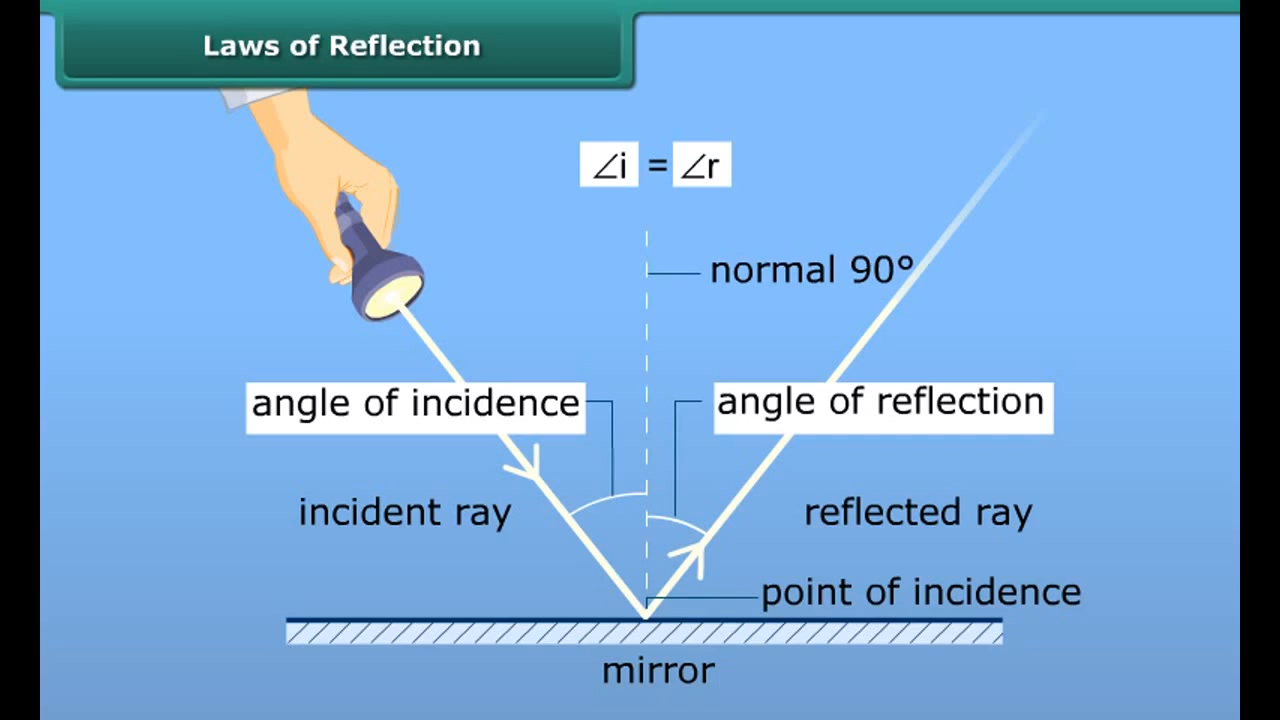 Laws of Reflection
∠i = ∠r
normal 90°
angle of incidence
angle of reflection
incident ray
reflected ray
point of incidence
mirror